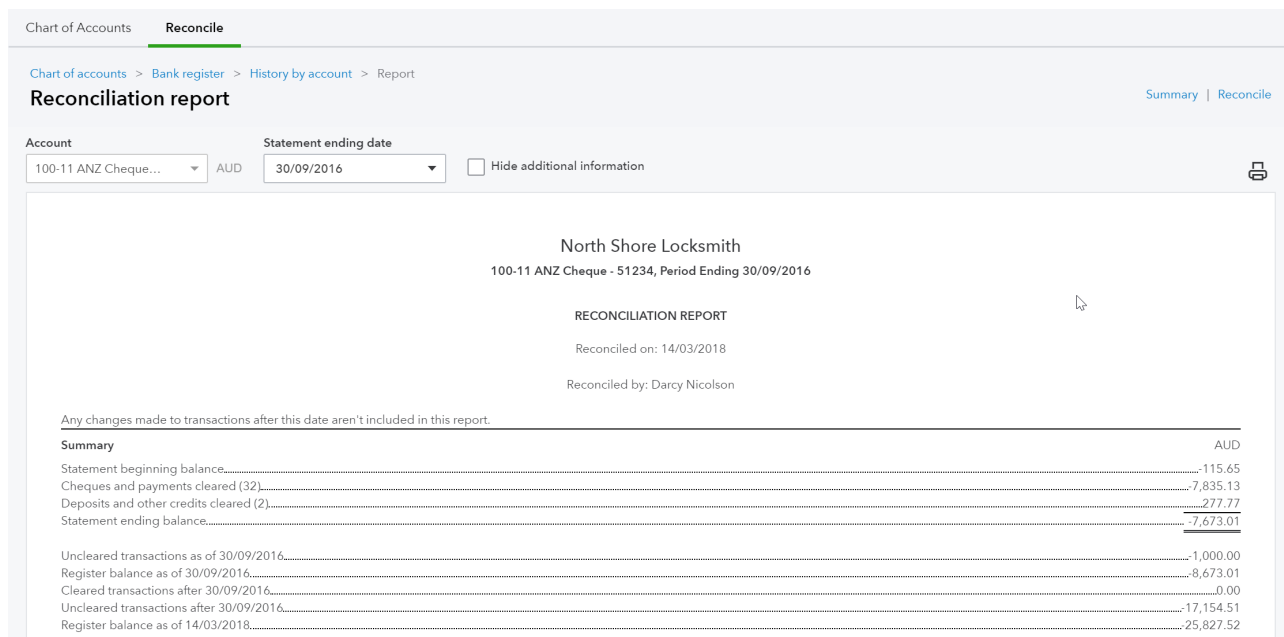 Chart of Accounts Reconcile
Chart of accounts > Bank register > History by account > Report
Reconciliation report
Summary | Reconcile
Account Statement ending date
100-11 ANZ Cheque... AUD 30/09/2016 Hide additional information
North Shore Locksmith
100-11 ANZ Cheque - 51234, Period Ending 30/09/2016
RECONCILIATION REPORT
Reconciled on: 14/03/2018
Reconciled by: Darcy Nicolson
Any changes made to transactions after this date aren't included in this report.
Summary AUD
Statement beginning balance -115.65
Cheques and payments cleared (32) -7,835.13
Deposits and other credits cleared (2) 277.77
Statement ending balance -7,673.01
Uncleared transactions as of 30/09/2016 -1,000.00
Register balance as of 30/09/2016 -8,673.01
Cleared transactions after 30/09/2016 0.00
Uncleared transactions after 30/09/2016 -17,154.51
Register balance as of 14/03/2018 -25,827.52